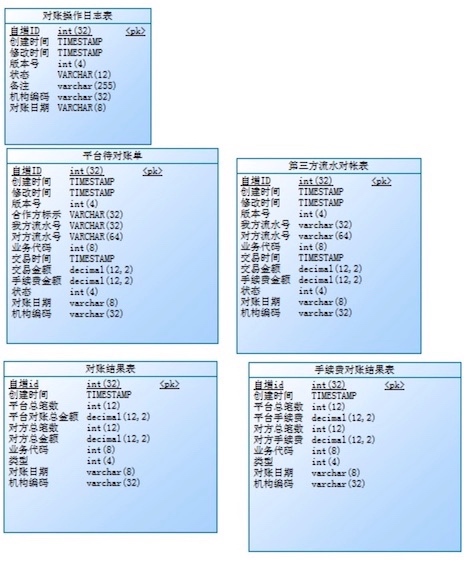 对账操作日志表
自增ID int(32) <pk>
创建时间 TIMESTAMP
修改时间 TIMESTAMP
版本号 int(4)
状态 VARCHAR(12)
备注 varchar(255)
机构编码 varchar(32)
对账日期 VARCHAR(8)
平台待对账单
自增ID int(32) <pk>
创建时间 TIMESTAMP
修改时间 TIMESTAMP
版本号 int(4)
合作方标示 VARCHAR(32)
我方流水号 VARCHAR(32)
对方流水号 VARCHAR(64)
业务代码 int(8)
交易时间 TIMESTAMP
交易金额 decimal(12,2)
手续费金额 decimal(12,2)
状态 int(4)
对账日期 varchar(8)
机构编码 varchar(32)
第三方流水对帐表
自增ID int(32) <pk>
创建时间 TIMESTAMP
修改时间 TIMESTAMP
版本号 int(4)
我方流水号 varchar(32)
对方流水号 varchar(64)
业务代码 int(8)
交易时间 TIMESTAMP
交易金额 decimal(12,2)
手续费金额 decimal(12,2)
状态 int(4)
对账日期 varchar(8)
机构编码 varchar(32)
对账结果表
自增id int(32) <pk>
创建时间 TIMESTAMP
平台总笔数 int(12)
平台对账总金额 decimal(12,2)
对方总笔数 int(12)
对方总金额 decimal(12,2)
业务代码 int(8)
类型 int(4)
对账日期 varchar(8)
机构编码 varchar(32)
手续费对账结果表
自增id int(32) <pk>
创建时间 TIMESTAMP
平台总笔数 int(12)
平台手续费 decimal(12,2)
对方总笔数 int(12)
对方手续费 decimal(12,2)
业务代码 int(8)
类型 int(4)
对账日期 varchar(8)
机构编码 varchar(32)